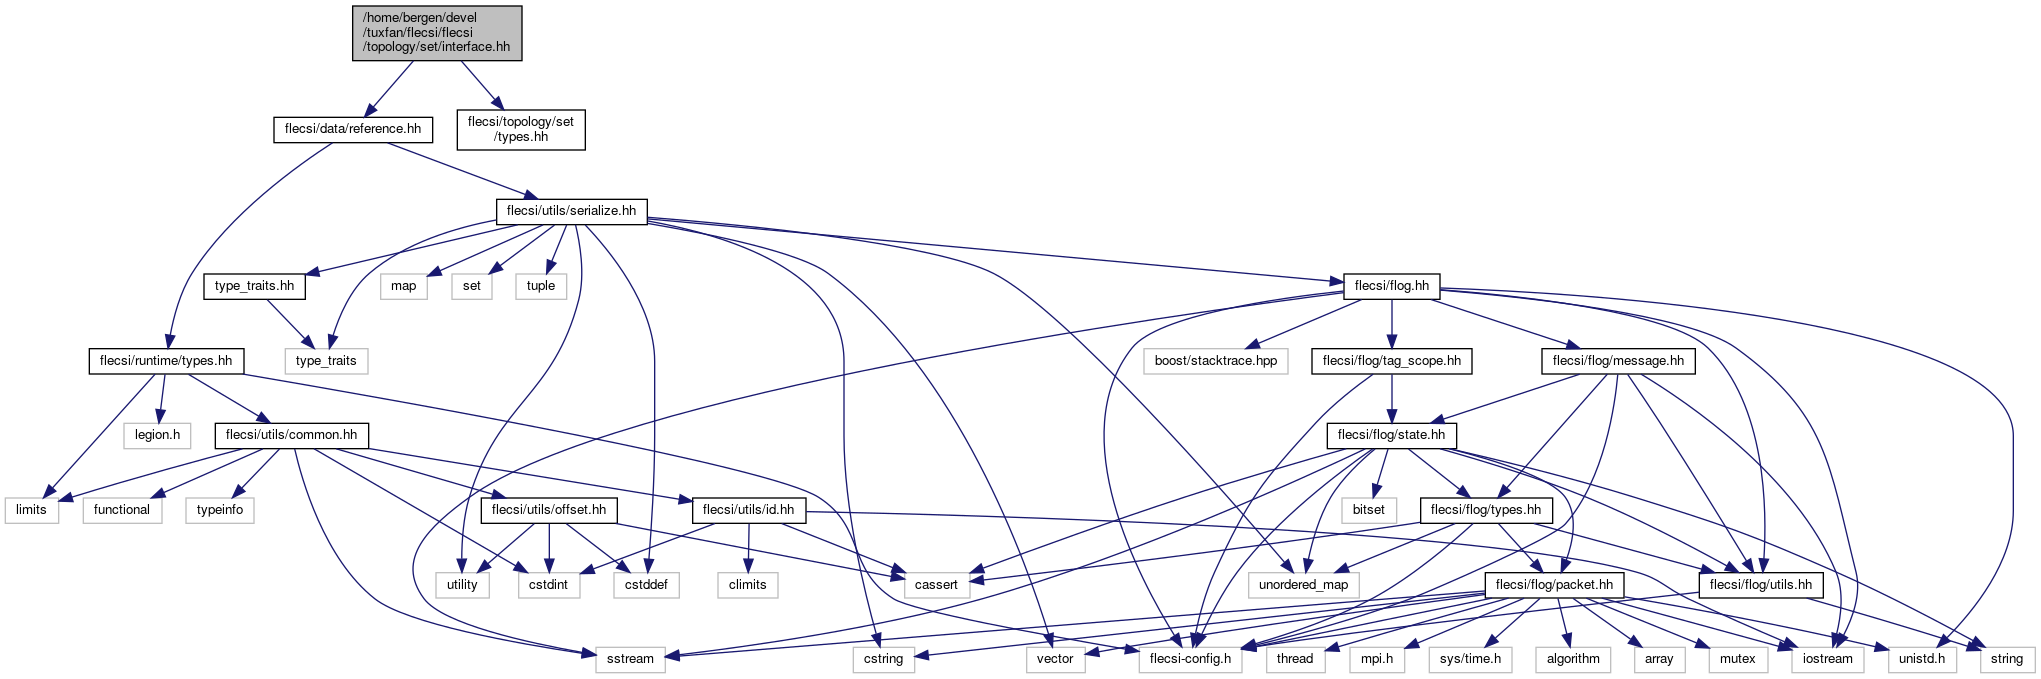 /home/bergen/devel
/tuxfan/flecsi/flecsi
/topology/set/interface.hh
flecsi/data/reference.hh
flecsi/topology/set
/types.hh
flecsi/utils/serialize.hh
type_traits.hh
map
set
tuple
flecsi/flog.hh
flecsi/runtime/types.hh
type_traits
boost/stacktrace.hpp
flecsi/flog/tag_scope.hh
flecsi/flog/message.hh
legion.h
flecsi/utils/common.hh
flecsi/flog/state.hh
limits
functional
typeinfo
flecsi/utils/offset.hh
flecsi/utils/id.hh
bitset
flecsi/flog/types.hh
utility
cstdint
cstddef
climits
cassert
unordered_map
flecsi/flog/packet.hh
flecsi/flog/utils.hh
sstream
cstring
vector
flecsi-config.h
thread
mpi.h
sys/time.h
algorithm
array
mutex
iostream
unistd.h
string